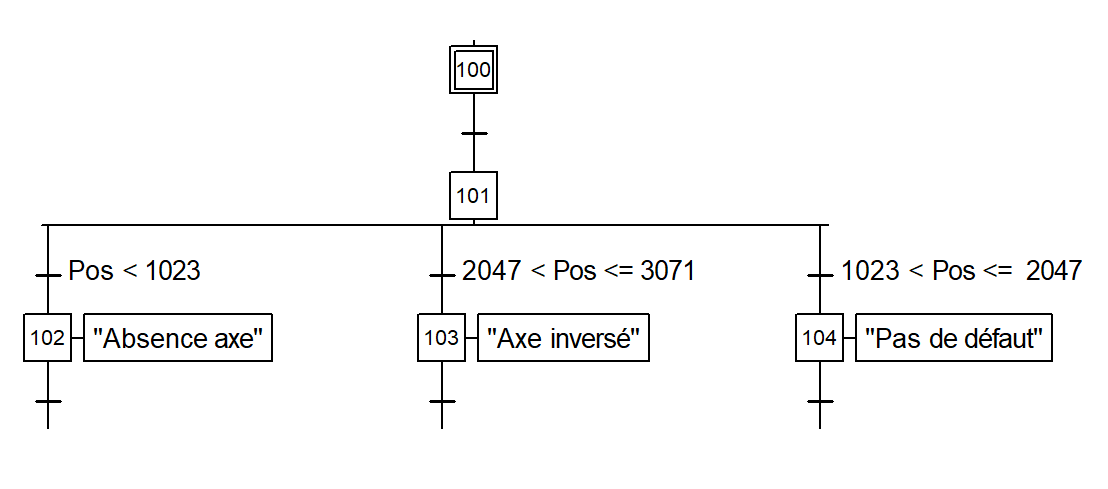 100
101
Pos < 1023
2047 < Pos <= 3071
1023 < Pos <= 2047
102
"Absence axe"
103
"Axe inversé"
104
"Pas de défaut"